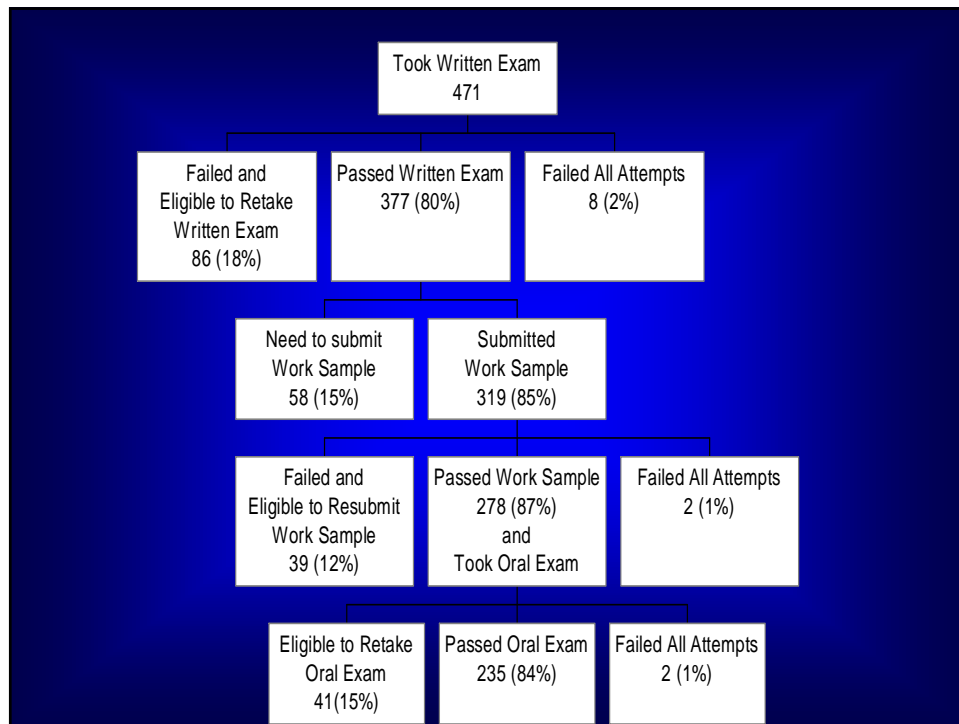 Took Written Exam
471
Failed and
Eligible to Retake
Written Exam
86 (18%)
Passed Written Exam
377 (80%)
Failed All Attempts
8 (2%)
Need to submit
Work Sample
58 (15%)
Submitted
Work Sample
319 (85%)
Failed and
Eligible to Resubmit
Work Sample
39 (12%)
Passed Work Sample
278 (87%)
and
Took Oral Exam
Failed All Attempts
2 (1%)
Eligible to Retake
Oral Exam
41(15%)
Passed Oral Exam
235 (84%)
Failed All Attempts
2 (1%)